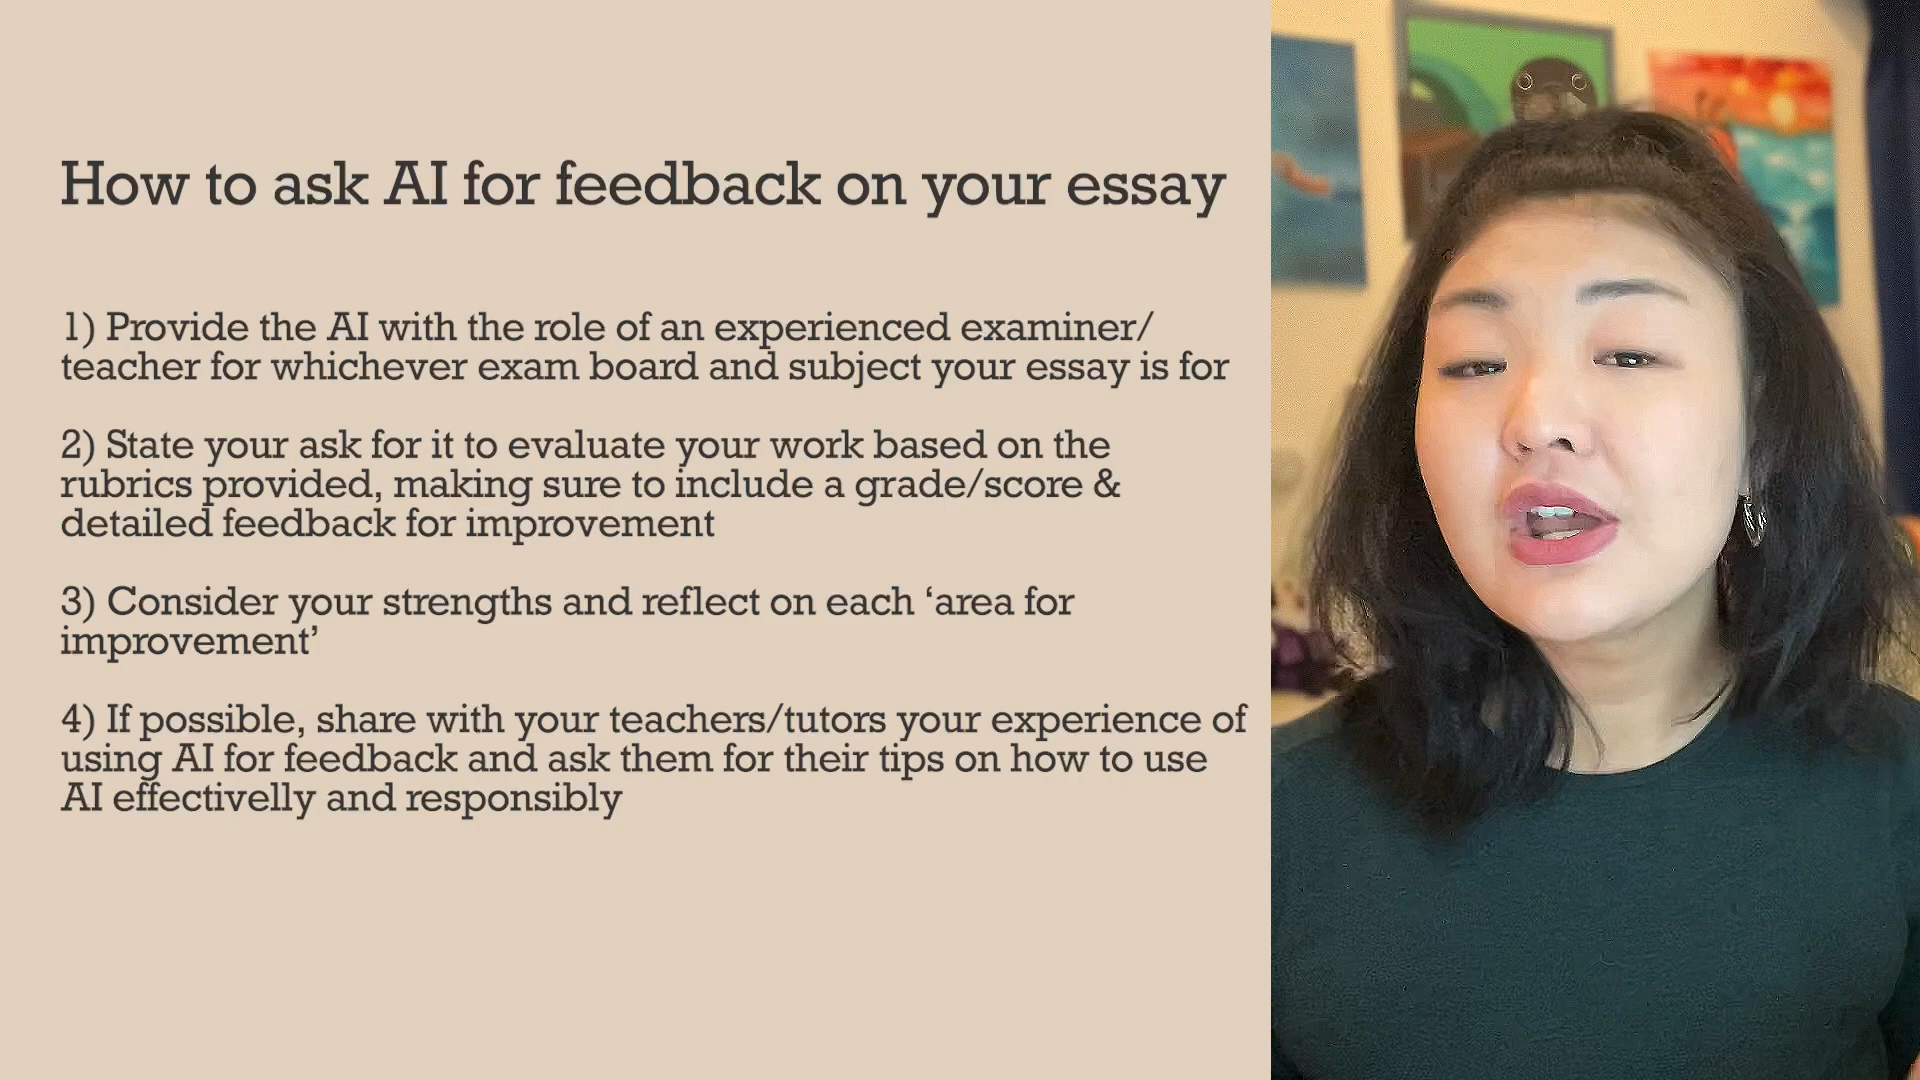 How to ask AI for feedback on your essay
1) Provide the AI with the role of an experienced examiner/
teacher for whichever exam board and subject your essay is for
2) State your ask for it to evaluate your work based on the
rubrics provided, making sure to include a grade/score &
detailed feedback for improvement
3) Consider your strengths and reflect on each ‘area for
improvement’
4) If possible, share with your teachers/tutors your experience of
using AI for feedback and ask them for their tips on how to use
AI effectivelly and responsibly